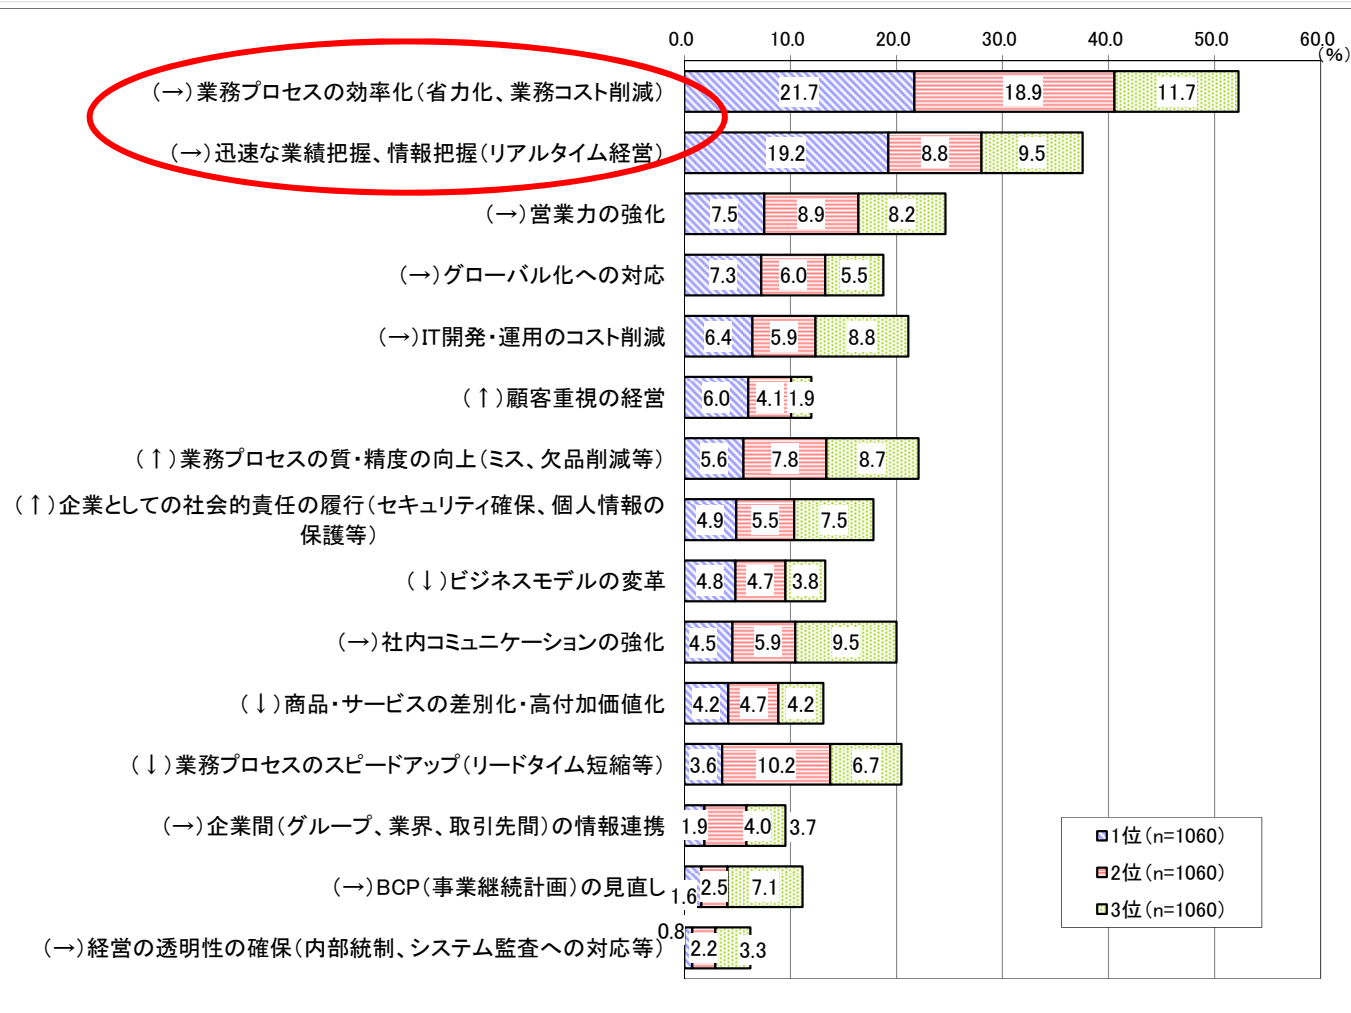 0.0 10.0 20.0 30.0 40.0 50.0 60.0
(%)
(→)業務プロセスの効率化(省力化、業務コスト削減) 21.7 18.9 11.7
(→)迅速な業績把握、情報把握(リアルタイム経営) 19.2 8.8 9.5
(→)営業力の強化 7.5 8.9 8.2
(→)グローバル化への対応 7.3 6.0 5.5
(→)IT開発・運用のコスト削減 6.4 5.9 8.8
(↑)顧客重視の経営 6.0 4.1 1.9
(↑)業務プロセスの質・精度の向上(ミス、欠品削減等) 5.6 7.8 8.7
(↑)企業としての社会的責任の履行(セキュリティ確保、個人情報の
保護等) 4.9 5.5 7.5
(↓)ビジネスモデルの変革 4.8 4.7 3.8
(→)社内コミュニケーションの強化 4.5 5.9 9.5
(↓)商品・サービスの差別化・高付加価値化 4.2 4.7 4.2
(↓)業務プロセスのスピードアップ(リードタイム短縮等) 3.6 10.2 6.7
(→)企業間(グループ、業界、取引先間)の情報連携 1.9 4.0 3.7
(→)BCP(事業継続計画)の見直し 1.6 2.5 7.1
(→)経営の透明性の確保(内部統制、システム監査への対応等) 0.8 2.2 3.3
1位(n=1060)
2位(n=1060)
3位(n=1060)